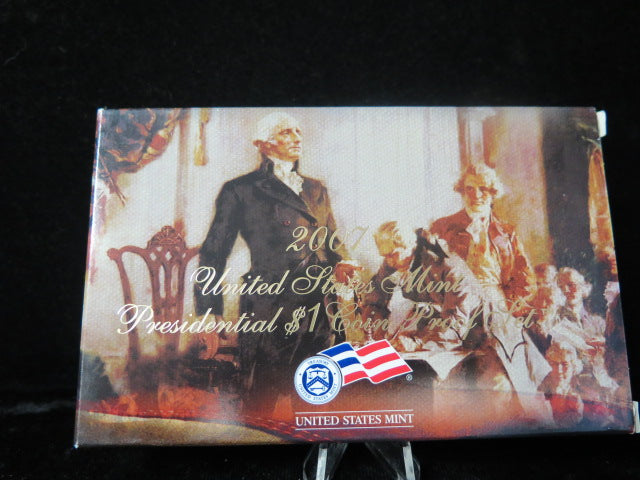 2007
United States Mint
Presidential $1 Coin Proof Set
UNITED STATES MINT